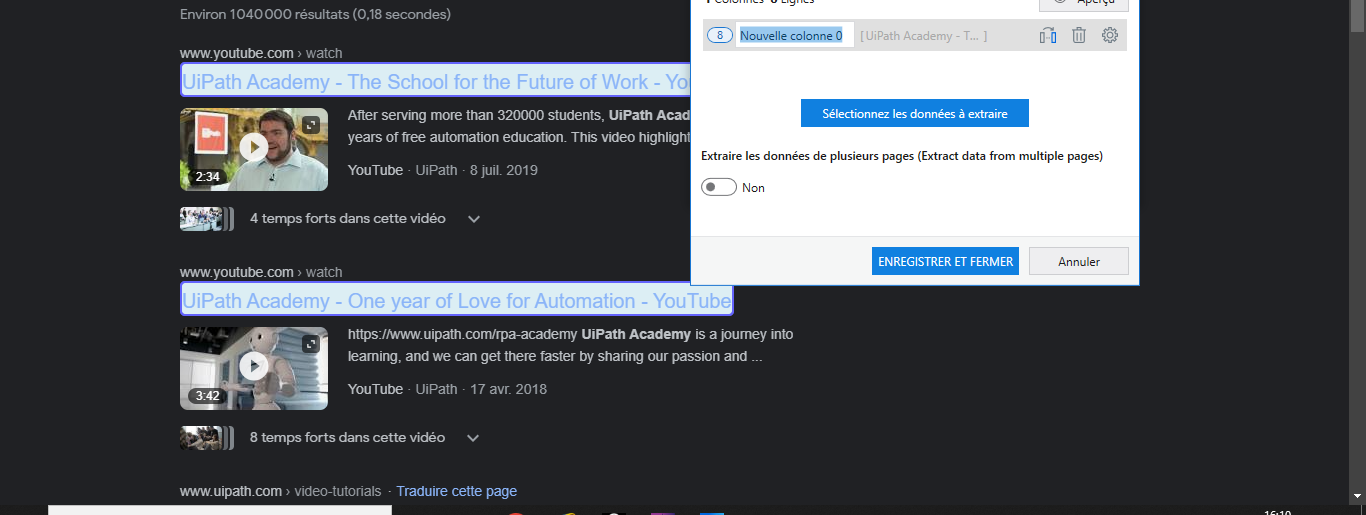 Environ 1 040 000 résultats (0,18 secondes)
www.youtube.com › watch
UiPath Academy - The School for the Future of Work - Yo
After serving more than 320000 students, UiPath Acad
years of free automation education. This video highlight
2:34
YouTube · UiPath · 8 juil. 2019
4 temps forts dans cette vidéo
www.youtube.com › watch
UiPath Academy - One year of Love for Automation - YouTube
https://www.uipath.com/rpa-academy UiPath Academy is a journey into
learning, and we can get there faster by sharing our passion and ...
3:42
YouTube · UiPath · 17 avr. 2018
8 temps forts dans cette vidéo
www.uipath.com › video-tutorials · Traduire cette page
Colonnes 8 Lignes
Aperçu
8 Nouvelle colonne 0 [ UiPath Academy - T... ]
Sélectionnez les données à extraire
Extraire les données de plusieurs pages (Extract data from multiple pages)
Non
ENREGISTRER ET FERMER Annuler
16:10